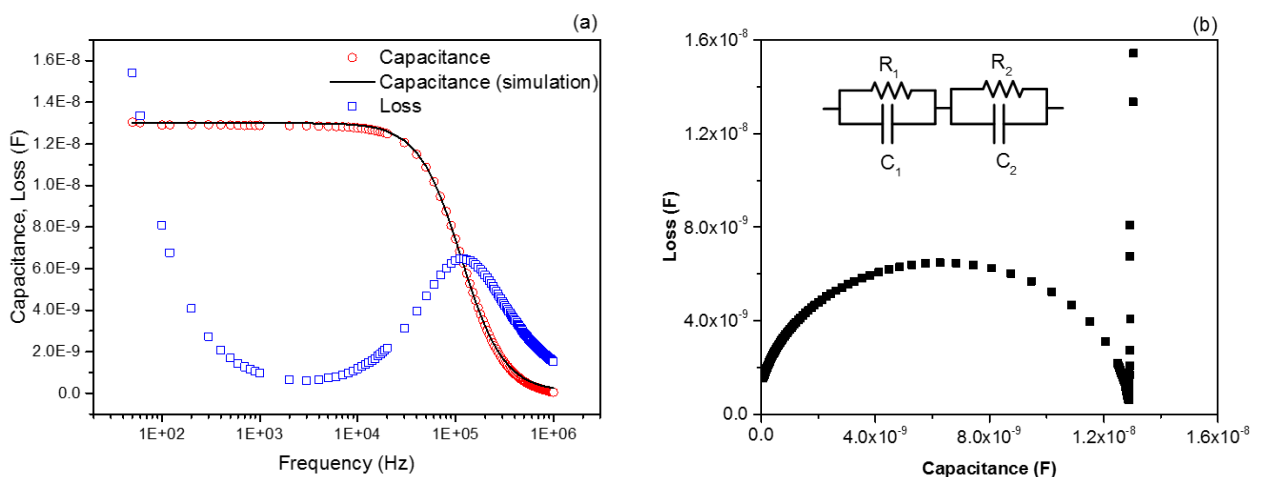 (a)
Capacitance
Capacitance (simulation)
Loss
1.6E-8
1.4E-8
1.2E-8
1.0E-8
8.0E-9
6.0E-9
4.0E-9
2.0E-9
0.0
Capacitance, Loss (F)
1E+02 1E+03 1E+04 1E+05 1E+06
Frequency (Hz)
(b)
R₁ R₂
C₁ C₂
1.6x10⁻⁸
1.2x10⁻⁸
8.0x10⁻⁹
4.0x10⁻⁹
0.0
Loss (F)
0.0 4.0x10⁻⁹ 8.0x10⁻⁹ 1.2x10⁻⁸ 1.6x10⁻⁸
Capacitance (F)